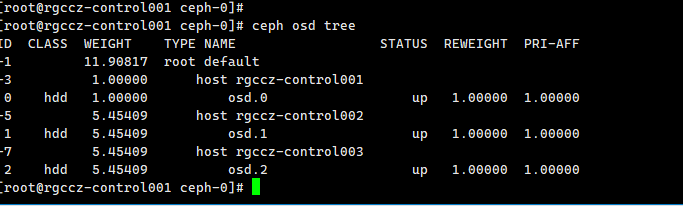 [root@rgccz-control001 ceph-0]#
[root@rgccz-control001 ceph-0]# ceph osd tree
ID  CLASS  WEIGHT    TYPE NAME                  STATUS  REWEIGHT  PRI-AFF
-1         11.90817  root default
-3          1.00000      host rgccz-control001
 0    hdd   1.00000          osd.0                  up   1.00000  1.00000
-5          5.45409      host rgccz-control002
 1    hdd   5.45409          osd.1                  up   1.00000  1.00000
-7          5.45409      host rgccz-control003
 2    hdd   5.45409          osd.2                  up   1.00000  1.00000
[root@rgccz-control001 ceph-0]#